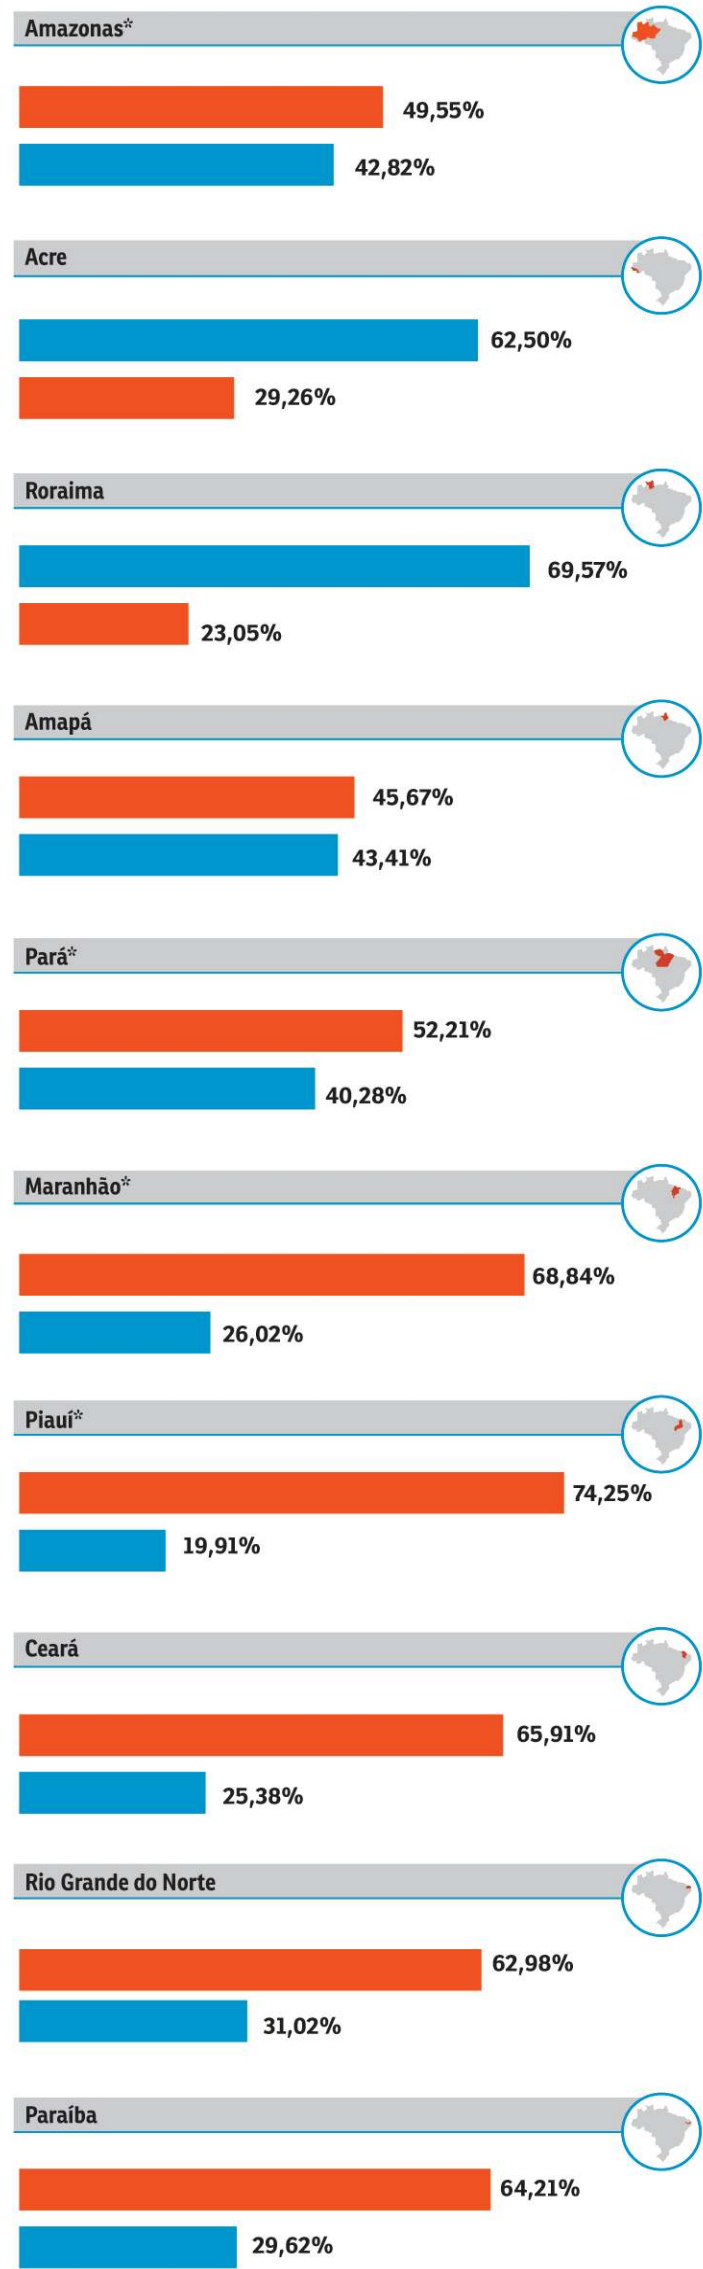 Amazonas*
49,55%
42,82%
Acre
62,50%
29,26%
Roraima
69,57%
23,05%
Amapá
45,67%
43,41%
Pará*
52,21%
40,28%
Maranhão*
68,84%
26,02%
Piauí*
74,25%
19,91%
Ceará
65,91%
25,38%
Rio Grande do Norte
62,98%
31,02%
Paraíba
64,21%
29,62%